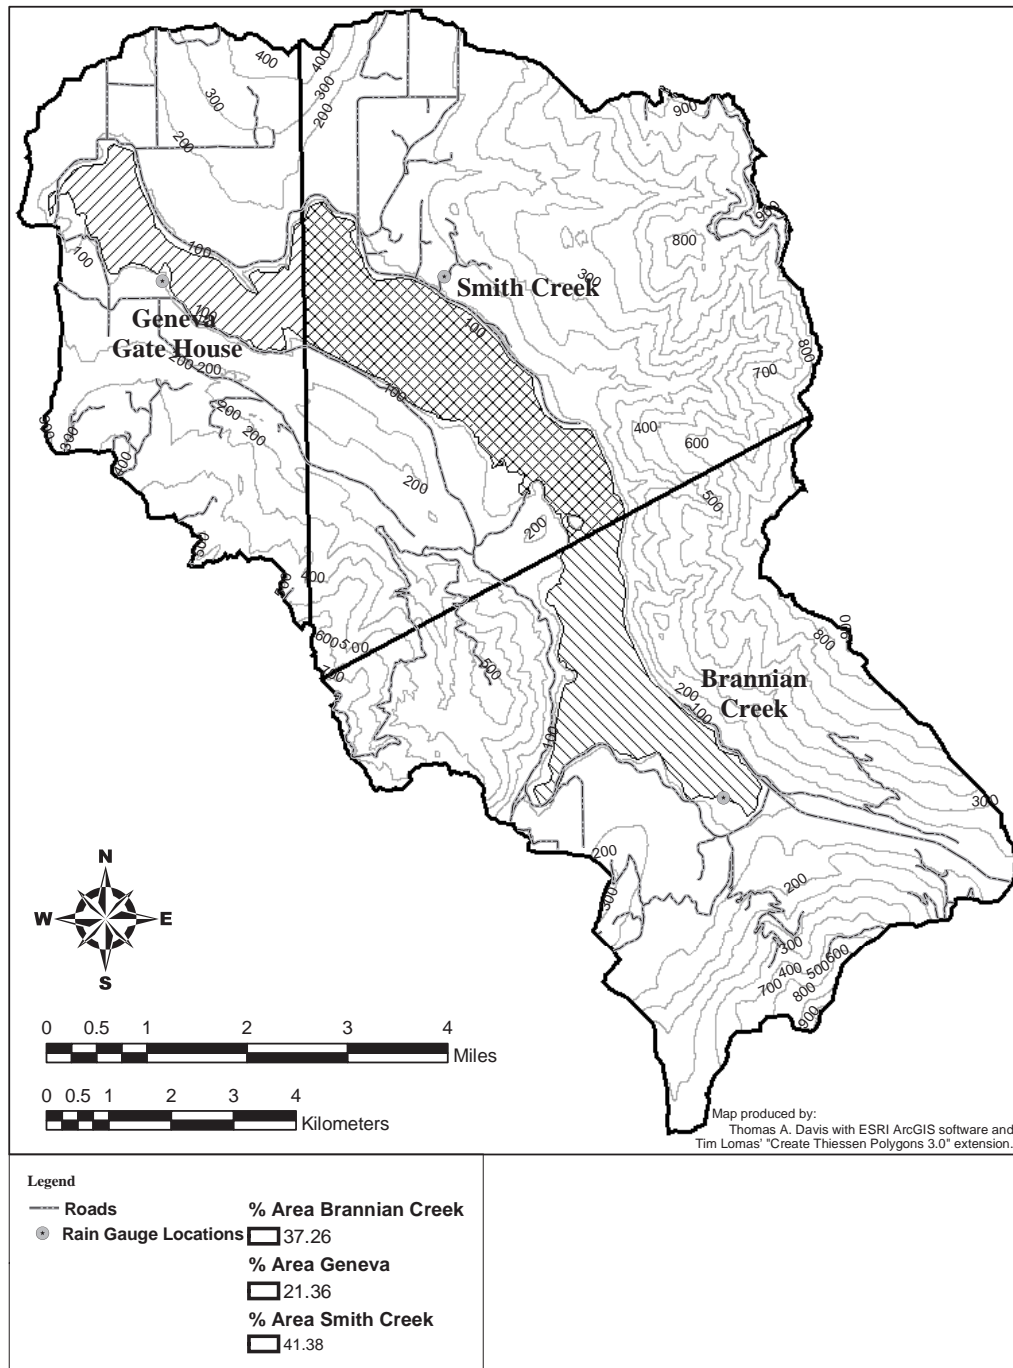 400
400
300
300
200
200
900
900
800
300
100
100
Smith Creek
100
100
Geneva
Gate House
200
200
800
700
100
200
200
400
600
300
200
500
200
400
600
500
700
500
800
Brannian
Creek
200
100
100
300
200
200
300
300
400
500
600
700
800
900
N
W
E
S
0 0.5 1 2 3 4
Miles
0 0.5 1 2 3 4
Kilometers
Map produced by:
Thomas A. Davis with ESRI ArcGIS software and
Tim Lomas' "Create Thiessen Polygons 3.0" extension.
Legend
Roads
Rain Gauge Locations
% Area Brannian Creek
37.26
% Area Geneva
21.36
% Area Smith Creek
41.38